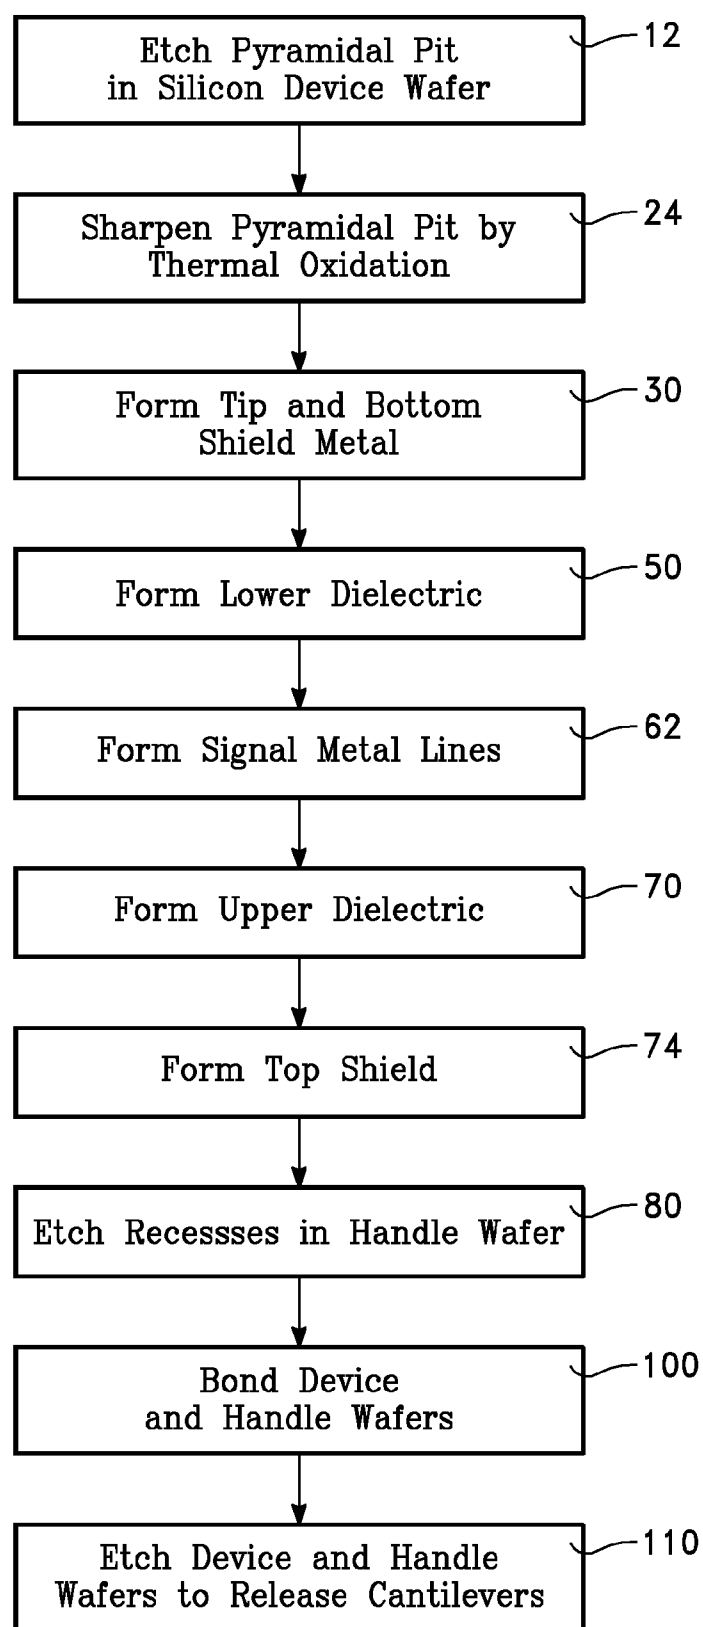 Etch Pyramidal Pit
in Silicon Device Wafer
12
Sharpen Pyramidal Pit by
Thermal Oxidation
24
Form Tip and Bottom
Shield Metal
30
Form Lower Dielectric
50
Form Signal Metal Lines
62
Form Upper Dielectric
70
Form Top Shield
74
Etch Recessses in Handle Wafer
80
Bond Device
and Handle Wafers
100
Etch Device and Handle
Wafers to Release Cantilevers
110